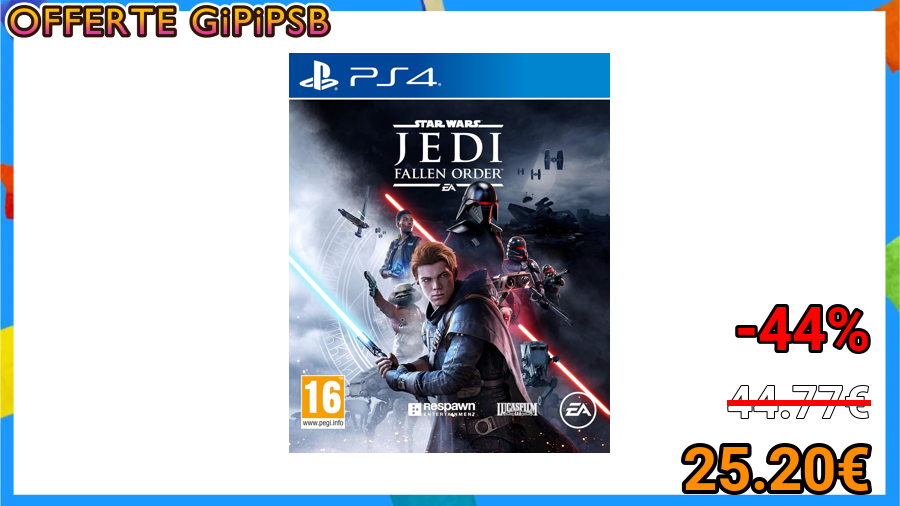 OFFERTE GiPiPSB
PS4
STAR WARS
JEDI
FALLEN ORDER
EA
16
www.pegi.info
Respawn
ENTERTAINMENT
LUCASFILM
EA
-44%
44.77€
25.20€